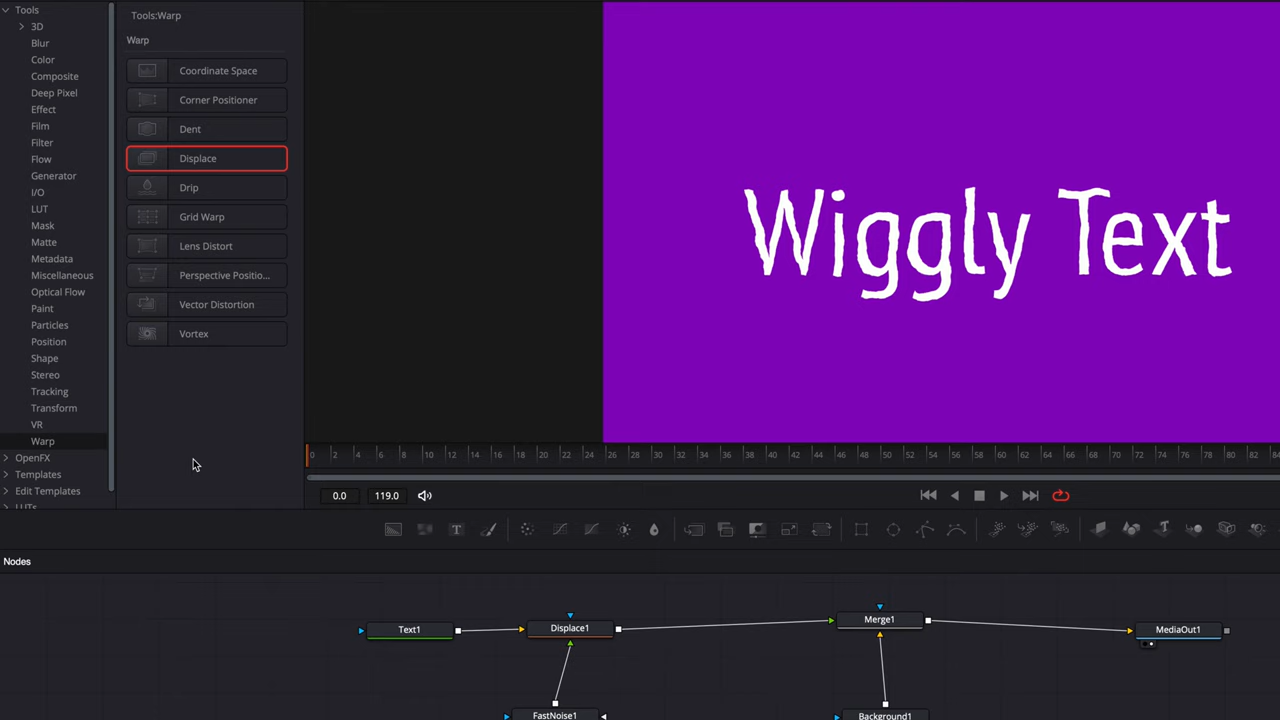 Tools
3D
Blur
Color
Composite
Deep Pixel
Effect
Film
Filter
Flow
Generator
I/O
LUT
Mask
Matte
Metadata
Miscellaneous
Optical Flow
Paint
Particles
Position
Shape
Stereo
Tracking
Transform
VR
Warp
OpenFX
Templates
Edit Templates
LUTs
Tools:Warp
Warp
Coordinate Space
Corner Positioner
Dent
Displace
Drip
Grid Warp
Lens Distort
Perspective Positio...
Vector Distortion
Vortex
Wiggly Text
0 2 4 6 8 10 12 14 16 18 20 22 24 26 28 30 32 34 36 38 40 42 44 46 48 50 52 54 56 58 60 62 64 66 68 70 72 74 76 78 80 82 84
0.0 119.0
Nodes
Text1 Displace1 Merge1 MediaOut1
FastNoise1 Background1